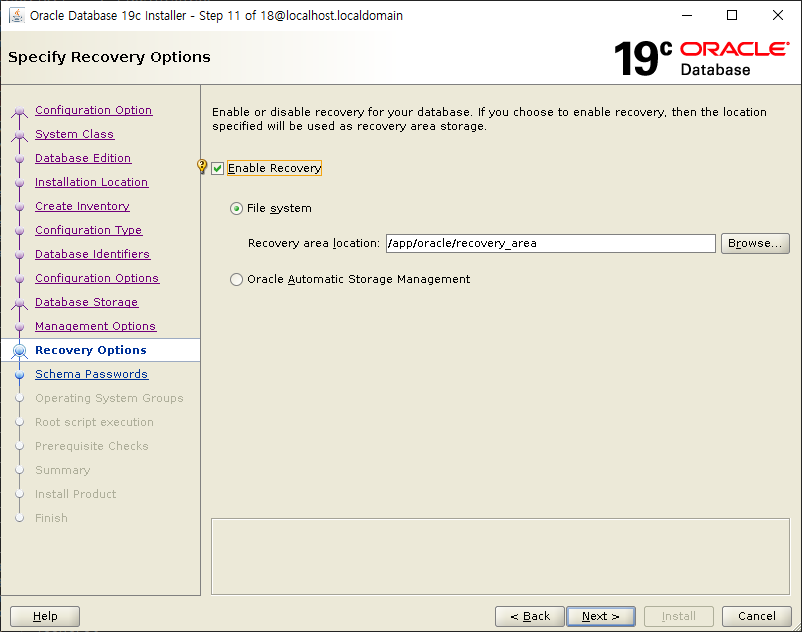 Oracle Database 19c Installer - Step 11 of 18@localhost.localdomain
Specify Recovery Options
19c ORACLE
Database
Configuration Option
System Class
Database Edition
Installation Location
Create Inventory
Configuration Type
Database Identifiers
Configuration Options
Database Storage
Management Options
Recovery Options
Schema Passwords
Operating System Groups
Root script execution
Prerequisite Checks
Summary
Install Product
Finish
Enable or disable recovery for your database. If you choose to enable recovery, then the location
specified will be used as recovery area storage.
Enable Recovery
File system
Recovery area location: /app/oracle/recovery_area Browse...
Oracle Automatic Storage Management
Help < Back Next > Install Cancel